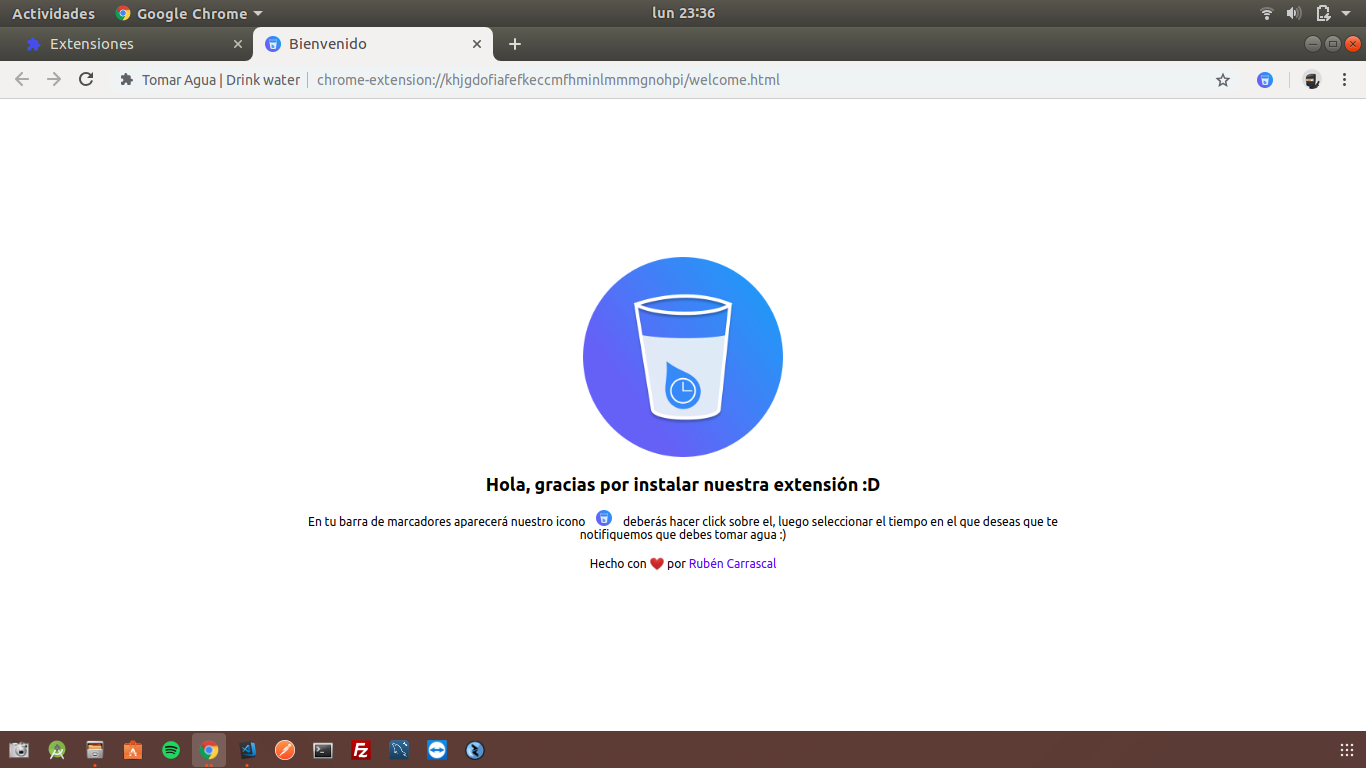 Actividades
Google Chrome
lun 23:36
Extensiones
Bienvenido
Tomar Agua | Drink water
chrome-extension://khjgdofiafefkeccmfhminlmmmgnohpi/welcome.html
Hola, gracias por instalar nuestra extensión :D
En tu barra de marcadores aparecerá nuestro icono deberás hacer click sobre el, luego seleccionar el tiempo en el que deseas que te
notifiquemos que debes tomar agua :)
Hecho con ❤️ por Rubén Carrascal